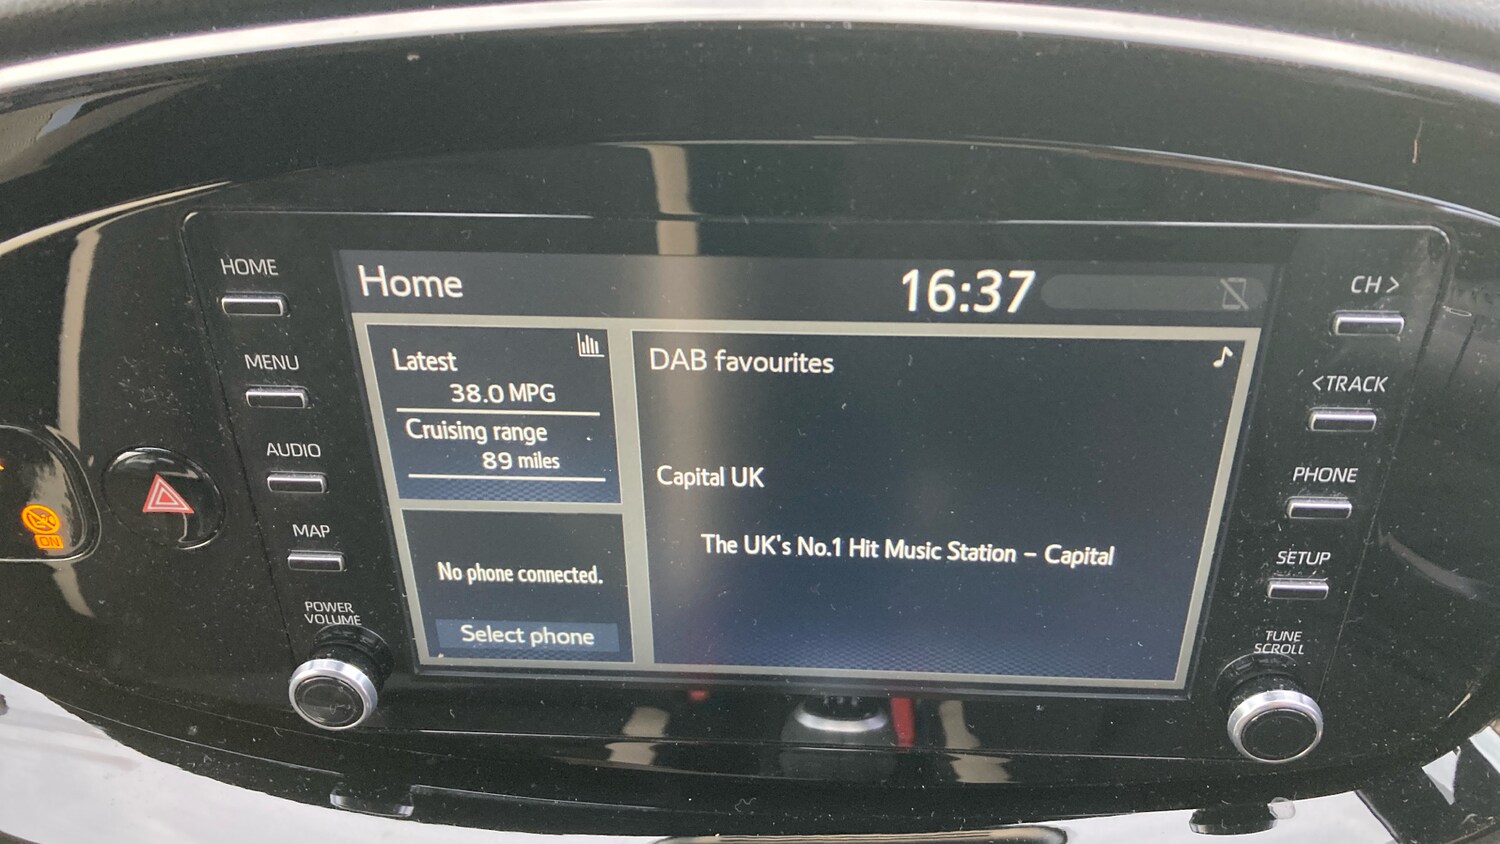 HOME
MENU
AUDIO
MAP
POWER
VOLUME
ON
Home
16:37
Latest
38.0 MPG
Cruising range
89 miles
No phone connected.
Select phone
DAB favourites
Capital UK
The UK's No.1 Hit Music Station – Capital
CH >
<TRACK
PHONE
SETUP
TUNE
SCROLL